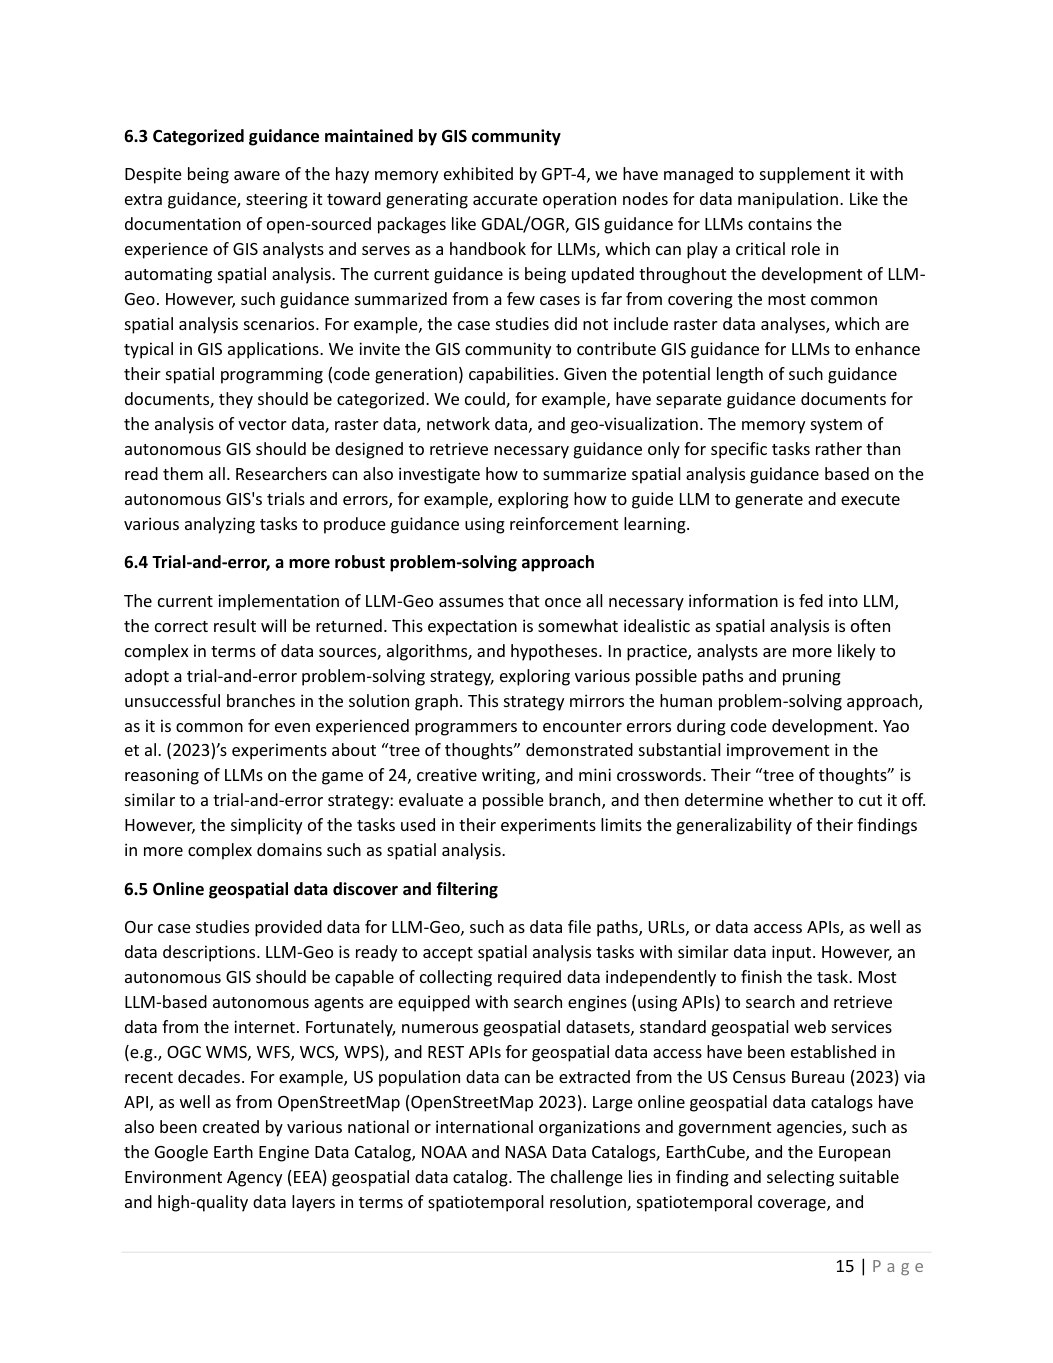 6.3 Categorized guidance maintained by GIS community
Despite being aware of the hazy memory exhibited by GPT-4, we have managed to supplement it with
extra guidance, steering it toward generating accurate operation nodes for data manipulation. Like the
documentation of open-sourced packages like GDAL/OGR, GIS guidance for LLMs contains the
experience of GIS analysts and serves as a handbook for LLMs, which can play a critical role in
automating spatial analysis. The current guidance is being updated throughout the development of LLM-
Geo. However, such guidance summarized from a few cases is far from covering the most common
spatial analysis scenarios. For example, the case studies did not include raster data analyses, which are
typical in GIS applications. We invite the GIS community to contribute GIS guidance for LLMs to enhance
their spatial programming (code generation) capabilities. Given the potential length of such guidance
documents, they should be categorized. We could, for example, have separate guidance documents for
the analysis of vector data, raster data, network data, and geo-visualization. The memory system of
autonomous GIS should be designed to retrieve necessary guidance only for specific tasks rather than
read them all. Researchers can also investigate how to summarize spatial analysis guidance based on the
autonomous GIS's trials and errors, for example, exploring how to guide LLM to generate and execute
various analyzing tasks to produce guidance using reinforcement learning.
6.4 Trial-and-error, a more robust problem-solving approach
The current implementation of LLM-Geo assumes that once all necessary information is fed into LLM,
the correct result will be returned. This expectation is somewhat idealistic as spatial analysis is often
complex in terms of data sources, algorithms, and hypotheses. In practice, analysts are more likely to
adopt a trial-and-error problem-solving strategy, exploring various possible paths and pruning
unsuccessful branches in the solution graph. This strategy mirrors the human problem-solving approach,
as it is common for even experienced programmers to encounter errors during code development. Yao
et al. (2023)’s experiments about “tree of thoughts” demonstrated substantial improvement in the
reasoning of LLMs on the game of 24, creative writing, and mini crosswords. Their “tree of thoughts” is
similar to a trial-and-error strategy: evaluate a possible branch, and then determine whether to cut it off.
However, the simplicity of the tasks used in their experiments limits the generalizability of their findings
in more complex domains such as spatial analysis.
6.5 Online geospatial data discover and filtering
Our case studies provided data for LLM-Geo, such as data file paths, URLs, or data access APIs, as well as
data descriptions. LLM-Geo is ready to accept spatial analysis tasks with similar data input. However, an
autonomous GIS should be capable of collecting required data independently to finish the task. Most
LLM-based autonomous agents are equipped with search engines (using APIs) to search and retrieve
data from the internet. Fortunately, numerous geospatial datasets, standard geospatial web services
(e.g., OGC WMS, WFS, WCS, WPS), and REST APIs for geospatial data access have been established in
recent decades. For example, US population data can be extracted from the US Census Bureau (2023) via
API, as well as from OpenStreetMap (OpenStreetMap 2023). Large online geospatial data catalogs have
also been created by various national or international organizations and government agencies, such as
the Google Earth Engine Data Catalog, NOAA and NASA Data Catalogs, EarthCube, and the European
Environment Agency (EEA) geospatial data catalog. The challenge lies in finding and selecting suitable
and high-quality data layers in terms of spatiotemporal resolution, spatiotemporal coverage, and
15 | P a g e